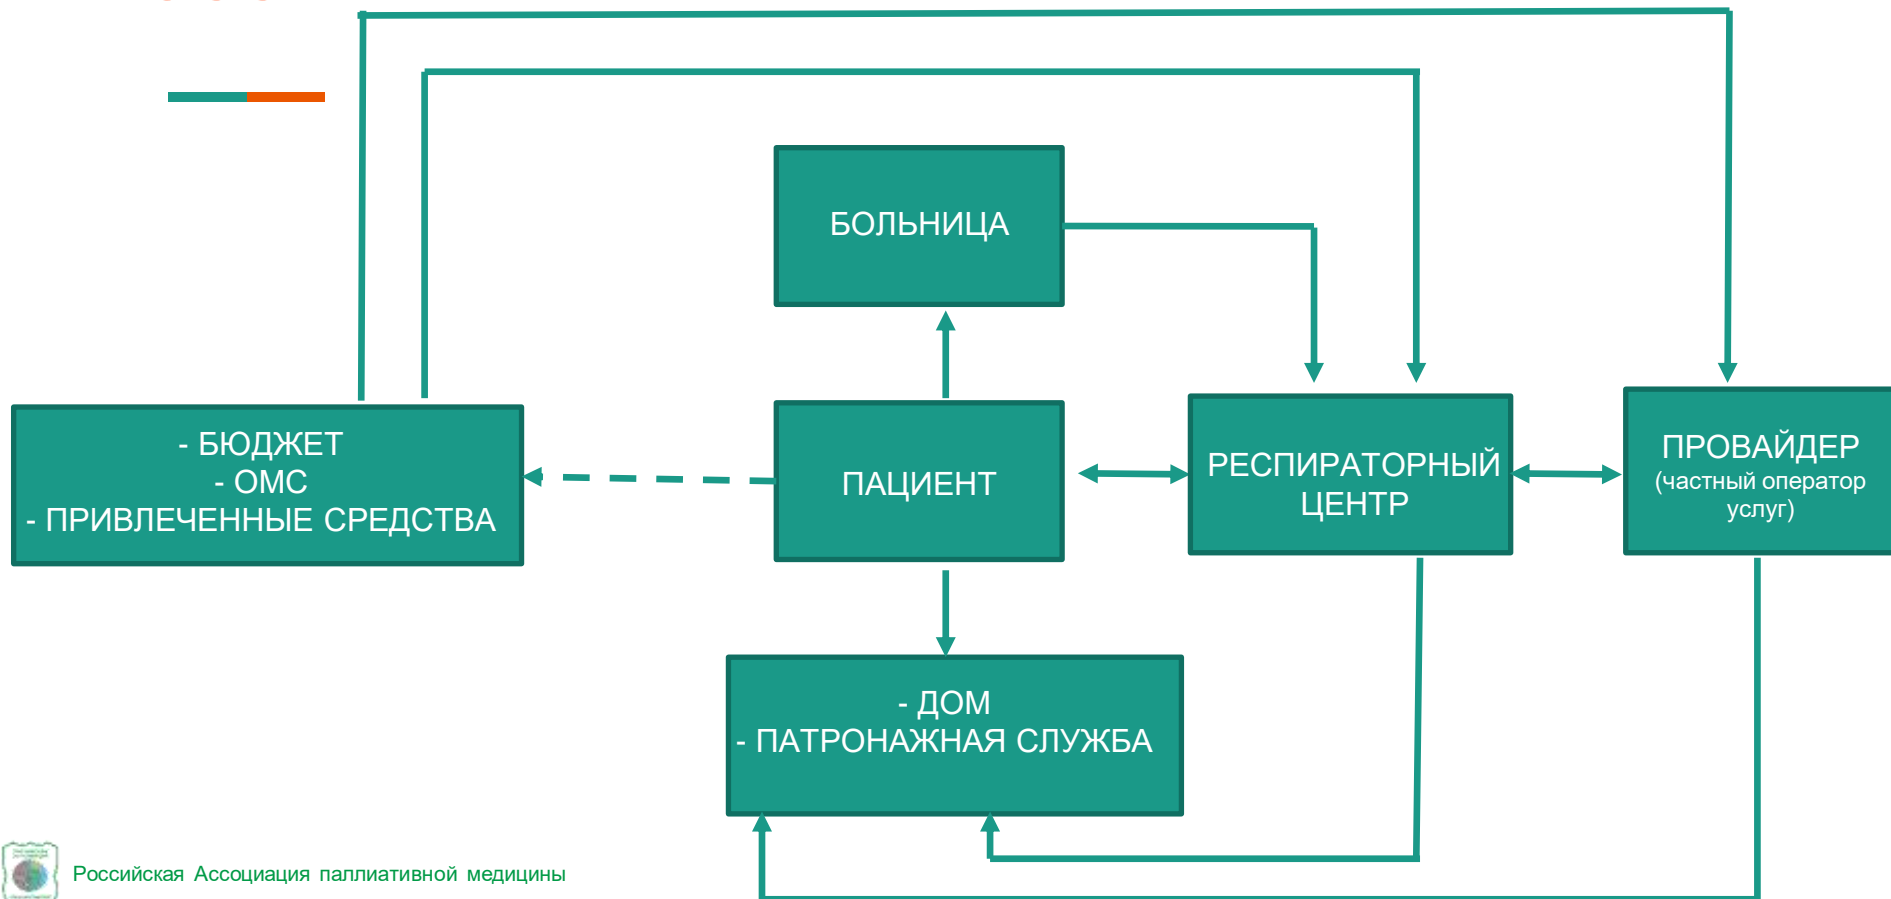 БОЛЬНИЦА
- БЮДЖЕТ
- ОМС
- ПРИВЛЕЧЕННЫЕ СРЕДСТВА
ПАЦИЕНТ
РЕСПИРАТОРНЫЙ
ЦЕНТР
ПРОВАЙДЕР
(частный оператор
услуг)
- ДОМ
- ПАТРОНАЖНАЯ СЛУЖБА
Российская Ассоциация паллиативной медицины